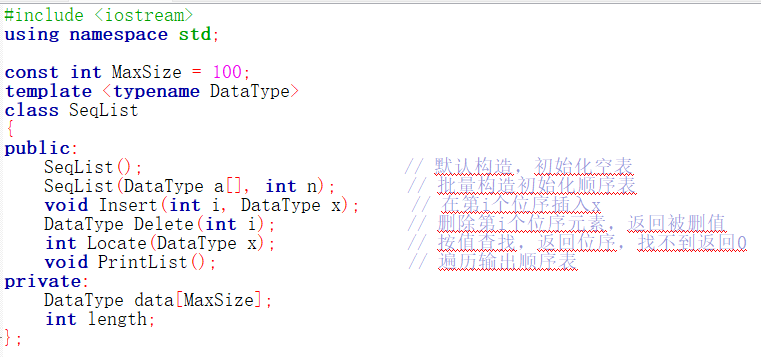 #include <iostream>
using namespace std;
const int MaxSize = 100;
template <typename DataType>
class SeqList
{
public:
    SeqList();                        // 默认构造，初始化空表
    SeqList(DataType a[], int n);     // 批量构造初始化顺序表
    void Insert(int i, DataType x);   // 在第i个位序插入x
    DataType Delete(int i);           // 删除第i个位序元素，返回被删值
    int Locate(DataType x);           // 按值查找，返回位序，找不到返回0
    void PrintList();                 // 遍历输出顺序表
private:
    DataType data[MaxSize];
    int length;
};